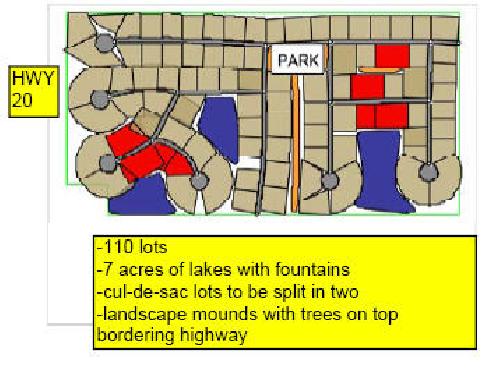 PARK
HWY
20
-110 lots
-7 acres of lakes with fountains
-cul-de-sac lots to be split in two
-landscape mounds with trees on top
bordering highway